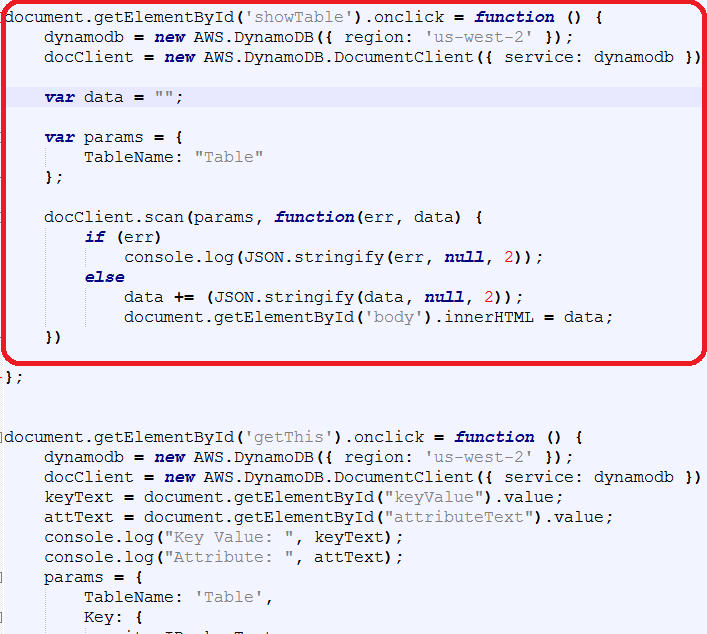 document.getElementById('showTable').onclick = function () {
    dynamodb = new AWS.DynamoDB({ region: 'us-west-2' });
    docClient = new AWS.DynamoDB.DocumentClient({ service: dynamodb })
    var data = "";
    var params = {
        TableName: "Table"
    };
    docClient.scan(params, function(err, data) {
        if (err)
            console.log(JSON.stringify(err, null, 2));
        else
            data += (JSON.stringify(data, null, 2));
            document.getElementById('body').innerHTML = data;
    })
};
document.getElementById('getThis').onclick = function () {
    dynamodb = new AWS.DynamoDB({ region: 'us-west-2' });
    docClient = new AWS.DynamoDB.DocumentClient({ service: dynamodb })
    keyText = document.getElementById("keyValue").value;
    attText = document.getElementById("attributeText").value;
    console.log("Key Value: ", keyText);
    console.log("Attribute: ", attText);
    params = {
        TableName: 'Table',
        Key: {